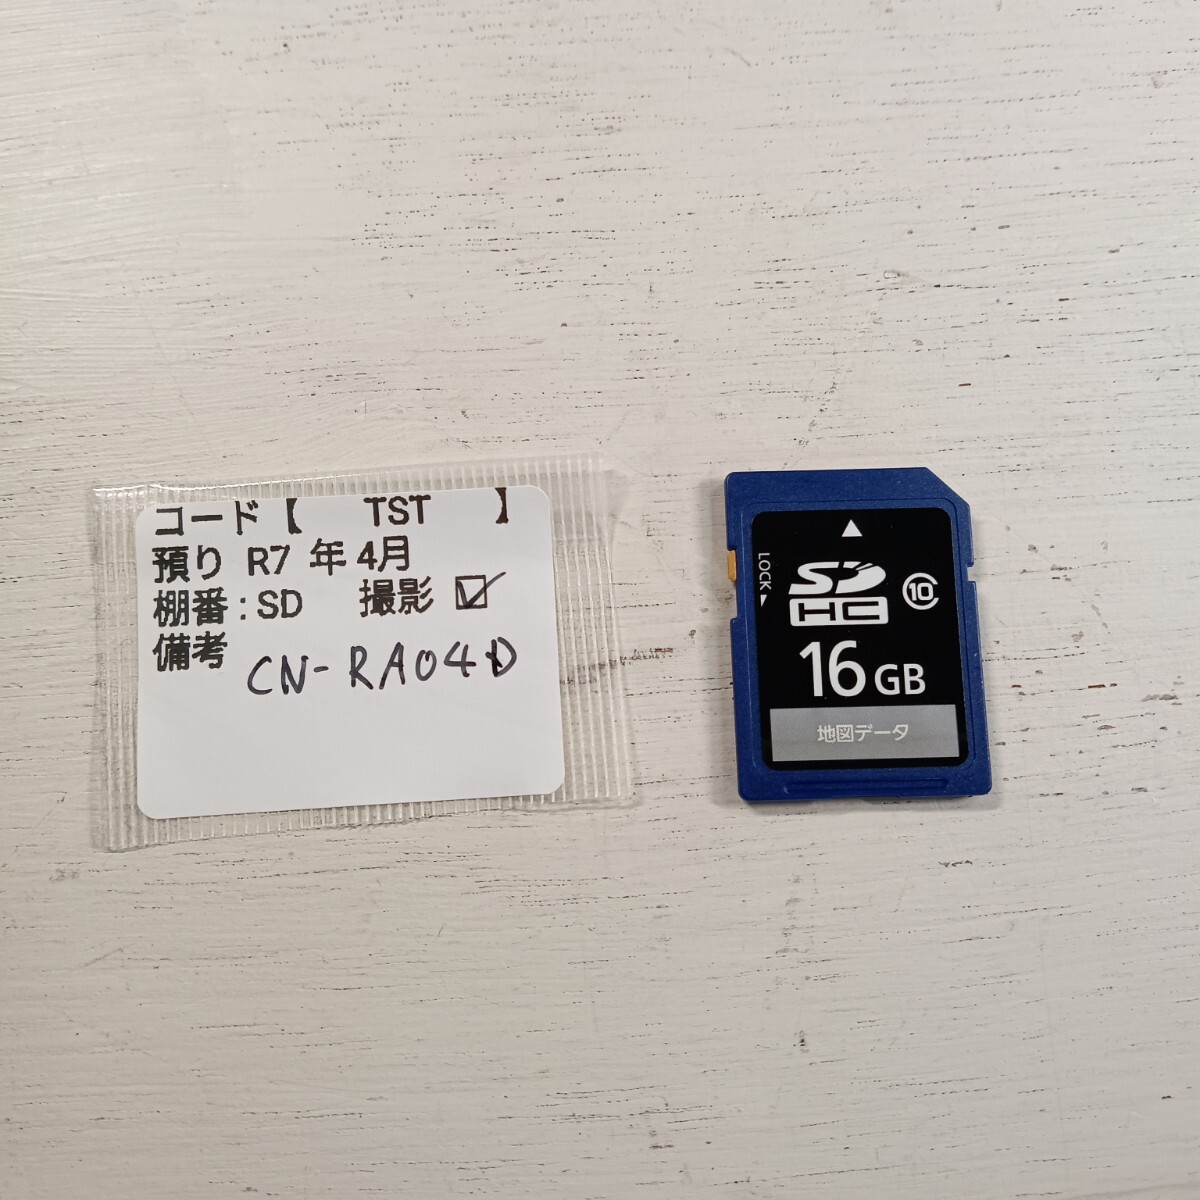 コード【 TST 】
預り R7 年 4月
棚番:SD 撮影 ☑
備考 CN-RA04D
LOCK
SD
HC
10
16 GB
地図データ